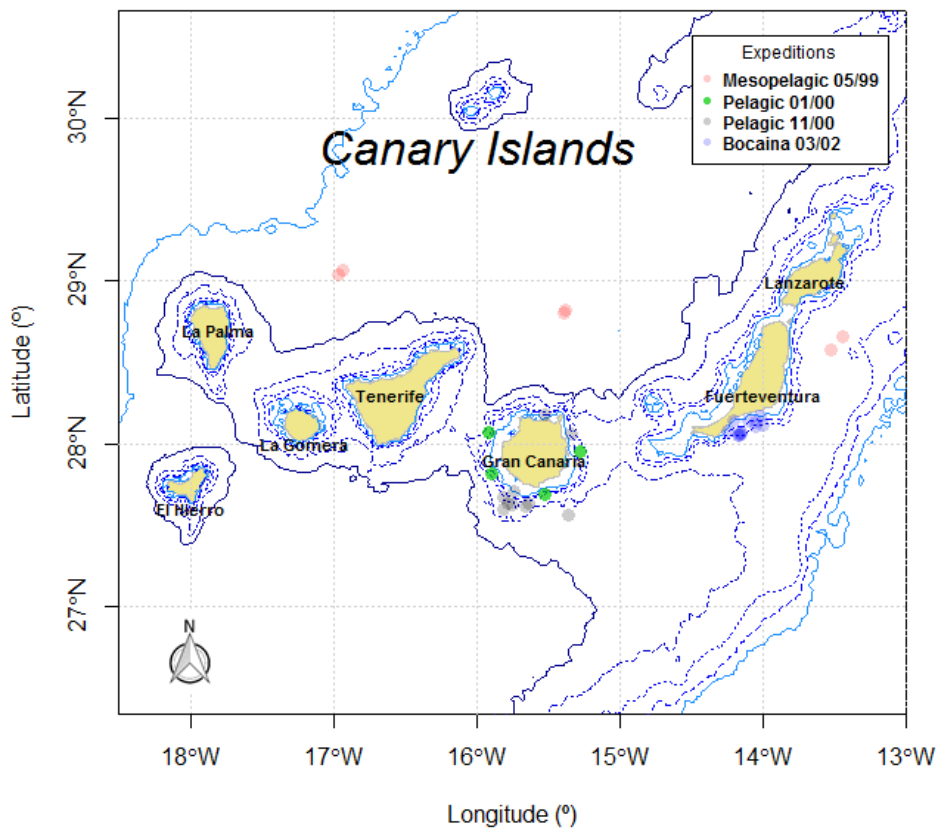 Expeditions
Mesopelagic 05/99
Pelagic 01/00
Pelagic 11/00
Bocaina 03/02
Canary Islands
30°N
29°N
28°N
27°N
Latitude (º)
Lanzarote
La Palma
Tenerife
Fuerteventura
La Gomera
Gran Canaria
El Hierro
N
18°W
17°W
16°W
15°W
14°W
13°W
Longitude (º)